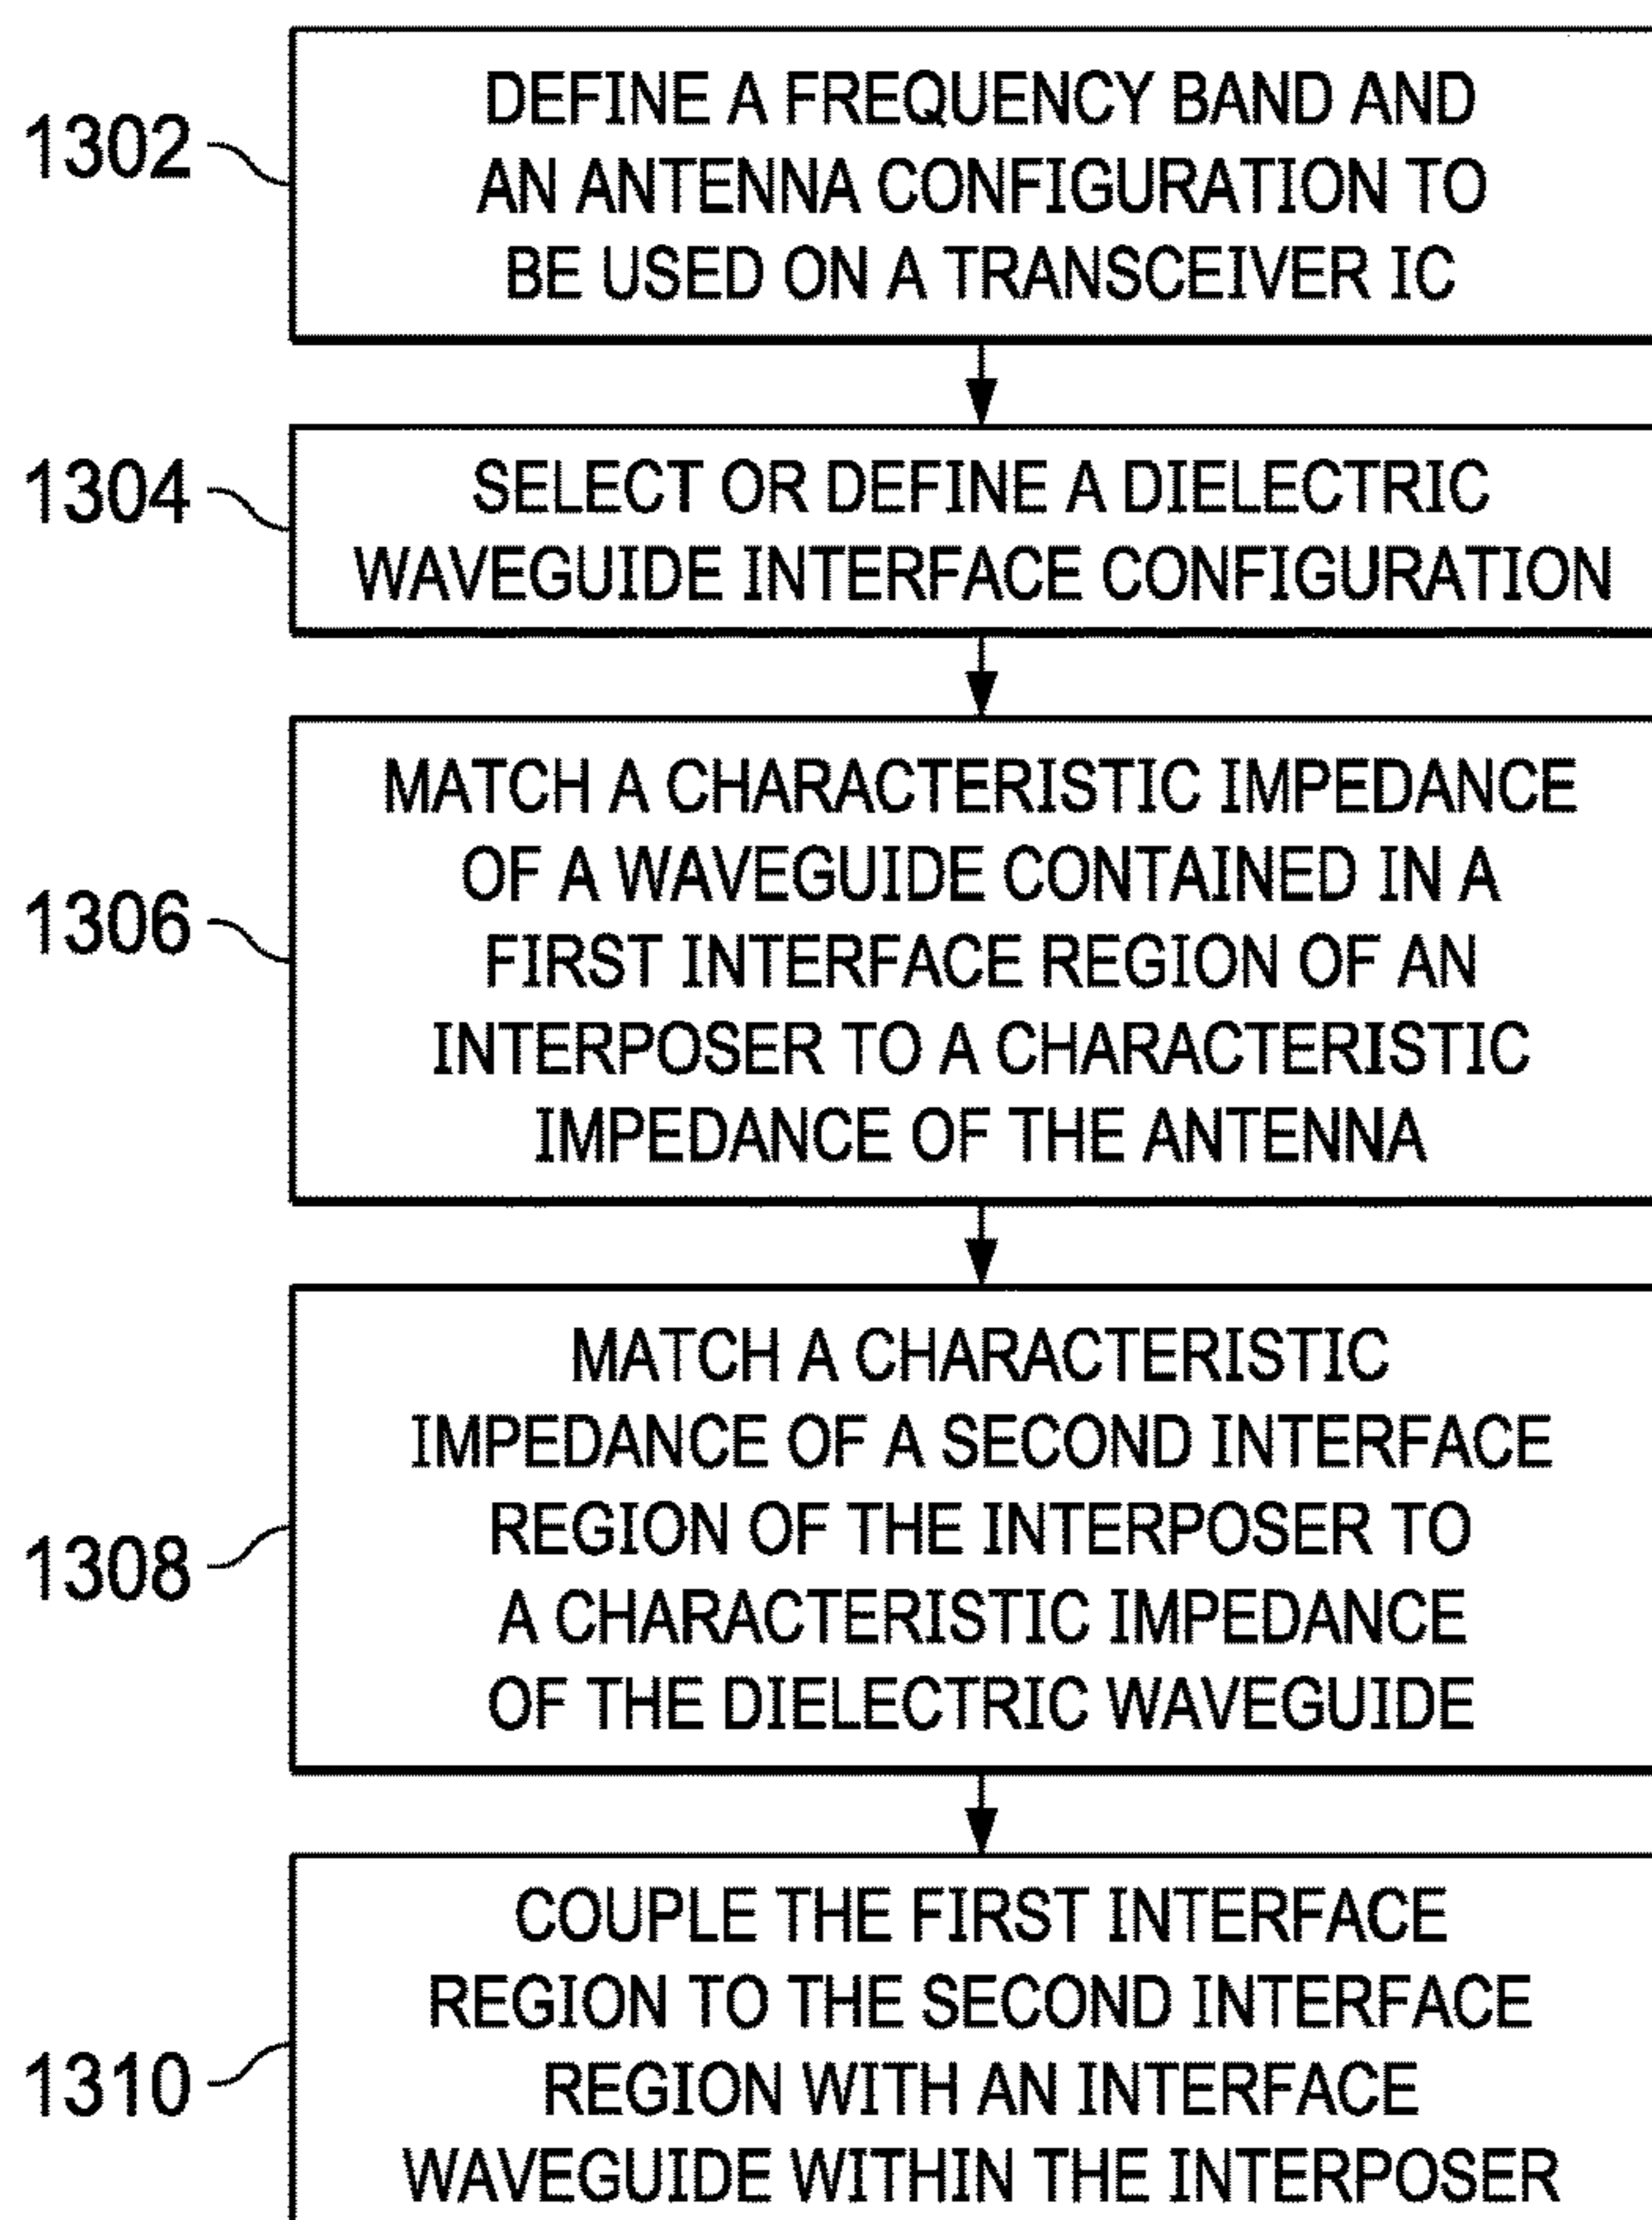 1302
DEFINE A FREQUENCY BAND AND
AN ANTENNA CONFIGURATION TO
BE USED ON A TRANSCEIVER IC
1304
SELECT OR DEFINE A DIELECTRIC
WAVEGUIDE INTERFACE CONFIGURATION
1306
MATCH A CHARACTERISTIC IMPEDANCE
OF A WAVEGUIDE CONTAINED IN A
FIRST INTERFACE REGION OF AN
INTERPOSER TO A CHARACTERISTIC
IMPEDANCE OF THE ANTENNA
1308
MATCH A CHARACTERISTIC
IMPEDANCE OF A SECOND INTERFACE
REGION OF THE INTERPOSER TO
A CHARACTERISTIC IMPEDANCE
OF THE DIELECTRIC WAVEGUIDE
1310
COUPLE THE FIRST INTERFACE
REGION TO THE SECOND INTERFACE
REGION WITH AN INTERFACE
WAVEGUIDE WITHIN THE INTERPOSER